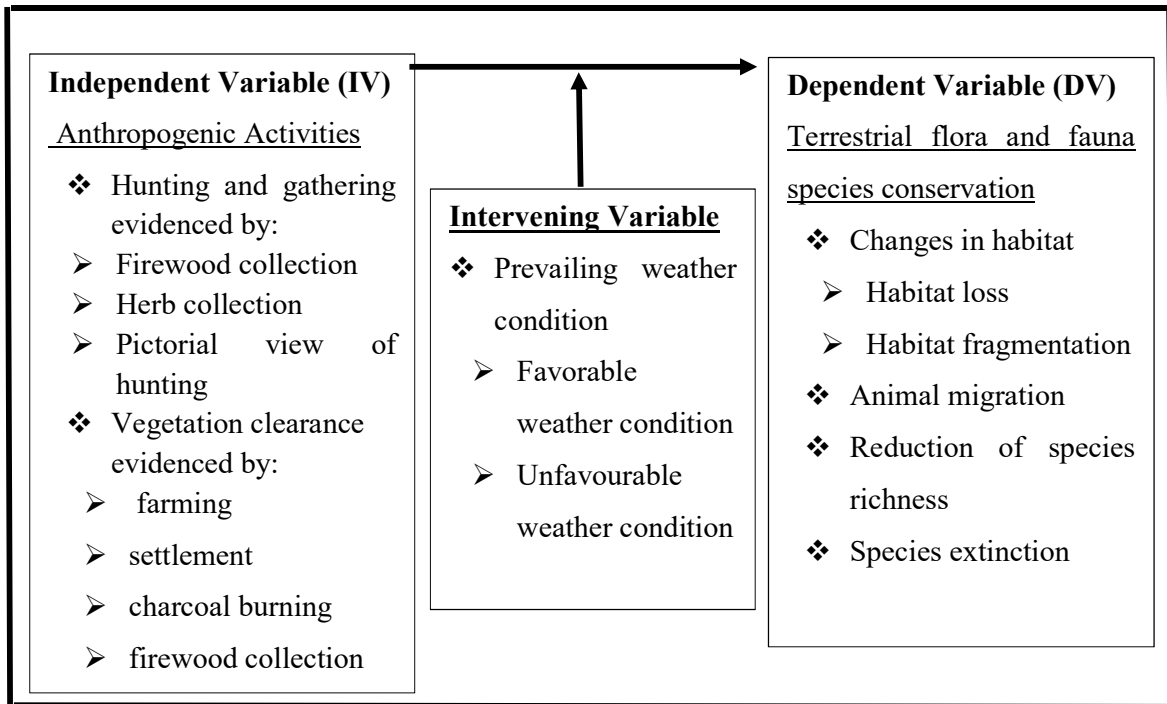 Independent Variable (IV)
Anthropogenic Activities
❖ Hunting and gathering
evidenced by:
➢ Firewood collection
➢ Herb collection
➢ Pictorial view of
hunting
❖ Vegetation clearance
evidenced by:
➢ farming
➢ settlement
➢ charcoal burning
➢ firewood collection
Intervening Variable
❖ Prevailing weather
condition
➢ Favorable
weather condition
➢ Unfavourable
weather condition
Dependent Variable (DV)
Terrestrial flora and fauna
species conservation
❖ Changes in habitat
➢ Habitat loss
➢ Habitat fragmentation
❖ Animal migration
❖ Reduction of species
richness
❖ Species extinction